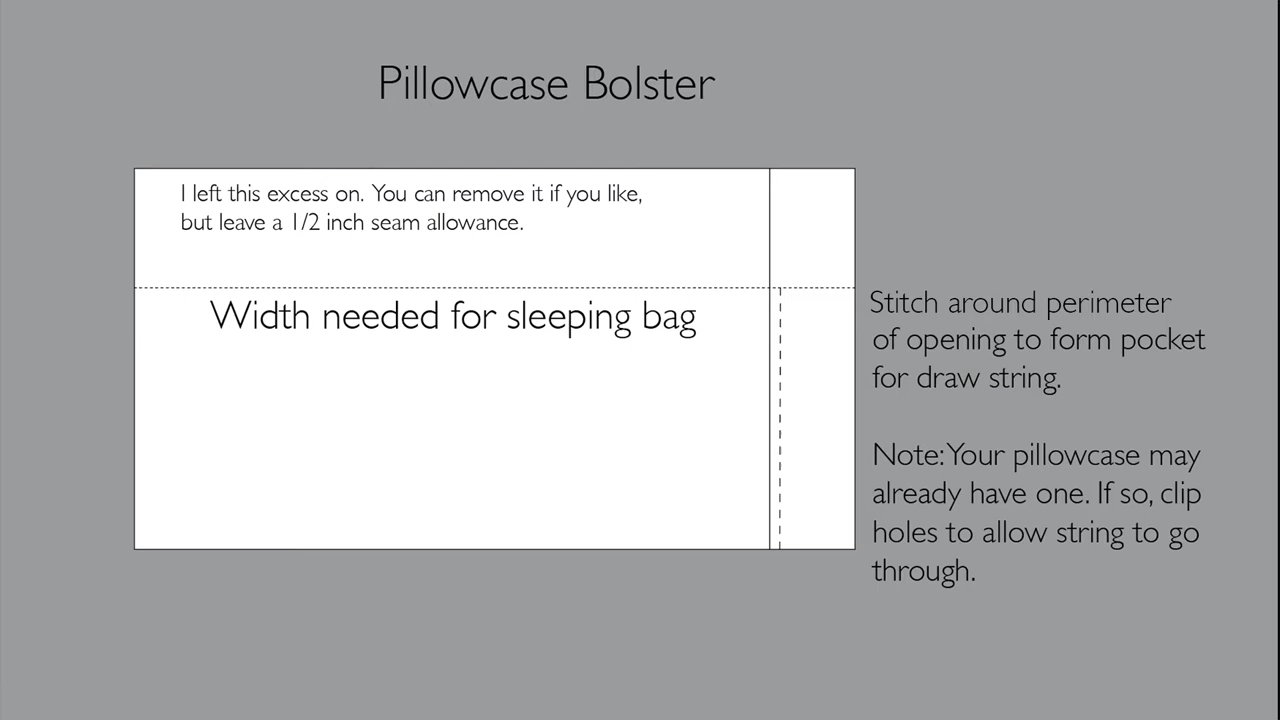 Pillowcase Bolster
I left this excess on. You can remove it if you like,
but leave a 1/2 inch seam allowance.
Width needed for sleeping bag
Stitch around perimeter
of opening to form pocket
for draw string.
Note: Your pillowcase may
already have one. If so, clip
holes to allow string to go
through.